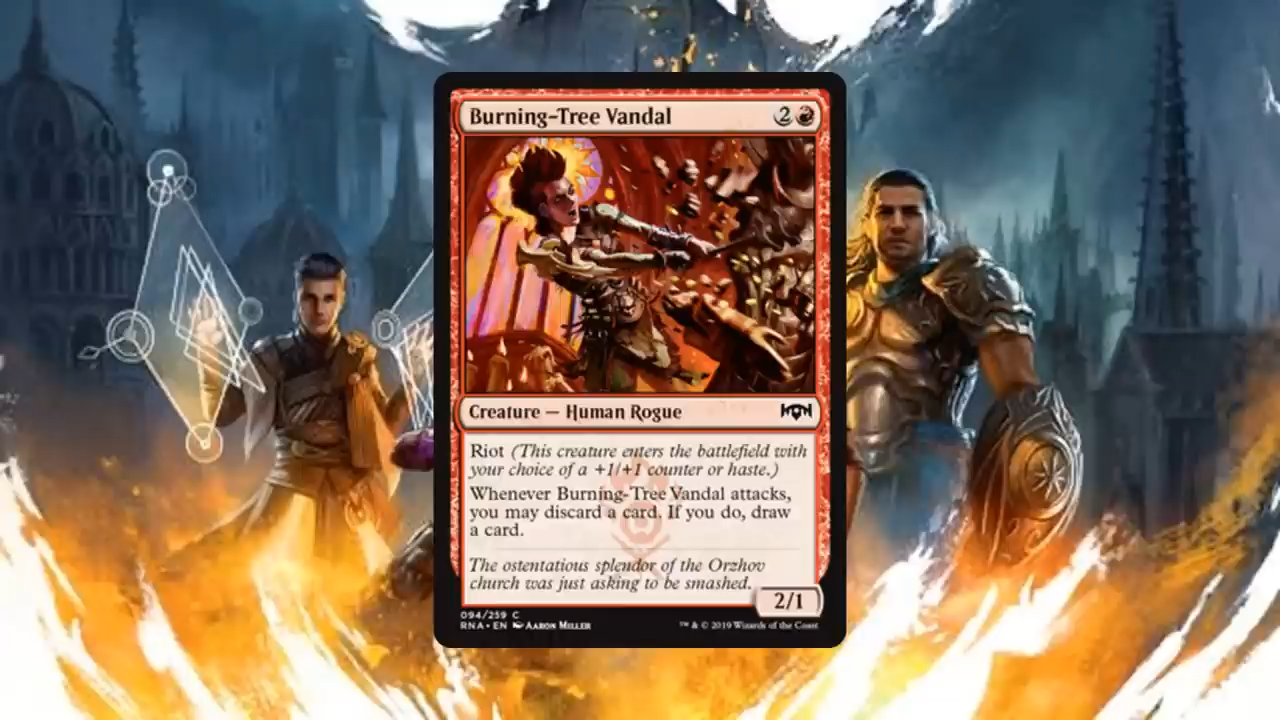 Burning-Tree Vandal 2
Creature — Human Rogue
Riot (This creature enters the battlefield with
your choice of a +1/+1 counter or haste.)
Whenever Burning-Tree Vandal attacks,
you may discard a card. If you do, draw
a card.
The ostentatious splendor of the Orzhov
church was just asking to be smashed.
2/1
094/259 C
RNA • EN Aaron Miller
™ & © 2019 Wizards of the Coast